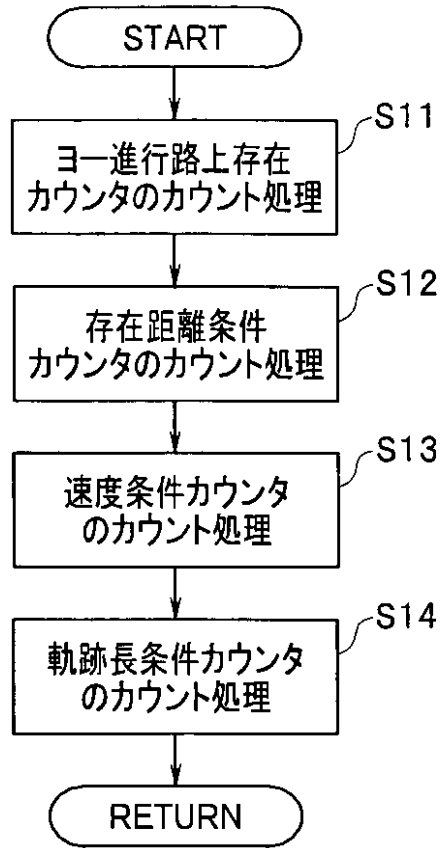 START
S11
ヨー進行路上存在
カウンタのカウント処理
S12
存在距離条件
カウンタのカウント処理
S13
速度条件カウンタ
のカウント処理
S14
軌跡長条件カウンタ
のカウント処理
RETURN